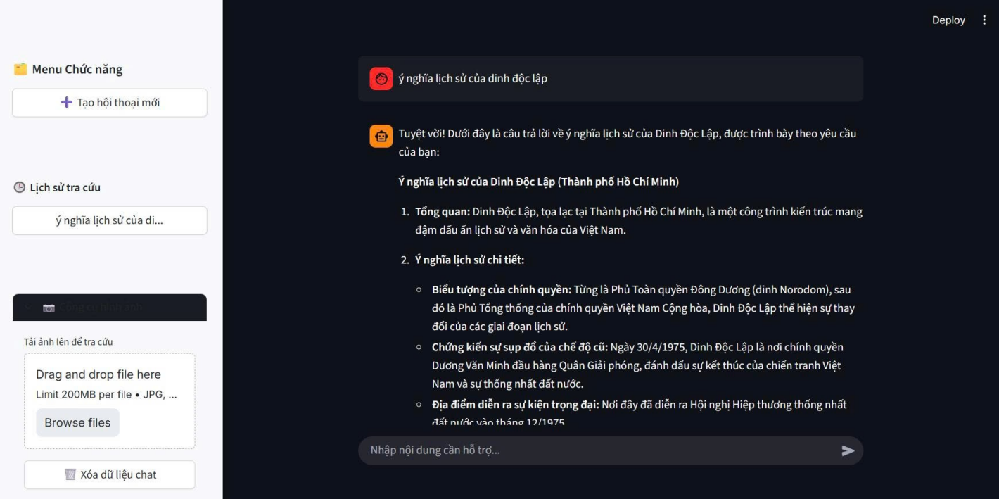 Deploy
Menu Chức năng
Tạo hội thoại mới
Lịch sử tra cứu
ý nghĩa lịch sử của di...
Công cụ hình ảnh
Tải ảnh lên để tra cứu
Drag and drop file here
Limit 200MB per file • JPG, ...
Browse files
Xóa dữ liệu chat
ý nghĩa lịch sử của dinh độc lập
Tuyệt vời! Dưới đây là câu trả lời về ý nghĩa lịch sử của Dinh Độc Lập, được trình bày theo yêu cầu
của bạn:
Ý nghĩa lịch sử của Dinh Độc Lập (Thành phố Hồ Chí Minh)
1. Tổng quan: Dinh Độc Lập, tọa lạc tại Thành phố Hồ Chí Minh, là một công trình kiến trúc mang
đậm dấu ấn lịch sử và văn hóa của Việt Nam.
2. Ý nghĩa lịch sử chi tiết:
Biểu tượng của chính quyền: Từng là Phủ Toàn quyền Đông Dương (dinh Norodom), sau
đó là Phủ Tổng thống của chính quyền Việt Nam Cộng hòa, Dinh Độc Lập thể hiện sự thay
đổi của các giai đoạn lịch sử.
Chứng kiến sự sụp đổ của chế độ cũ: Ngày 30/4/1975, Dinh Độc Lập là nơi chính quyền
Dương Văn Minh đầu hàng Quân Giải phóng, đánh dấu sự kết thúc của chiến tranh Việt
Nam và sự thống nhất đất nước.
Địa điểm diễn ra sự kiện trọng đại: Nơi đây đã diễn ra Hội nghị Hiệp thương thống nhất
đất nước vào tháng 12/1975
Nhập nội dung cần hỗ trợ...